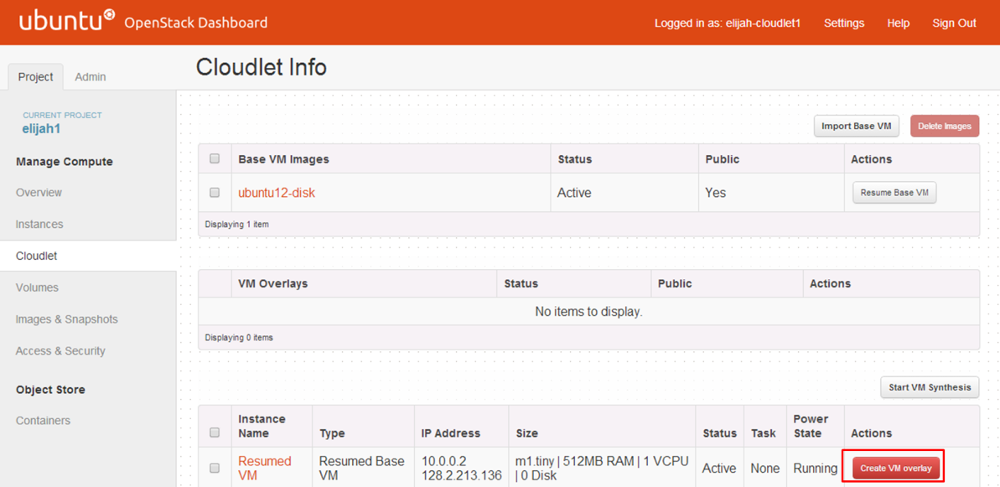 ubuntu OpenStack Dashboard Logged in as: elijah-cloudlet1 Settings Help Sign Out
Project Admin
Cloudlet Info
CURRENT PROJECT
elijah1
Manage Compute
Overview
Instances
Cloudlet
Volumes
Images & Snapshots
Access & Security
Object Store
Containers
Import Base VM Delete Images
Base VM Images Status Public Actions
ubuntu12-disk Active Yes Resume Base VM
Displaying 1 item
VM Overlays Status Public Actions
No items to display.
Displaying 0 items
Start VM Synthesis
Instance
Name Type IP Address Size Status Task Power
State Actions
Resumed
VM Resumed Base
VM 10.0.0.2
128.2.213.136 m1.tiny | 512MB RAM | 1 VCPU
| 0 Disk Active None Running Create VM overlay